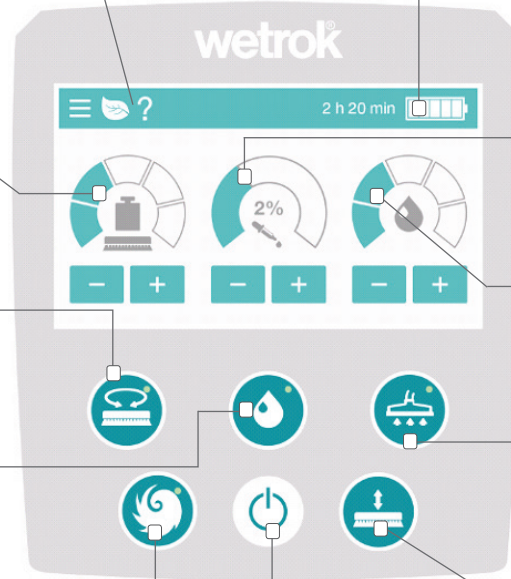 wetrok®
?
2 h 20 min
2%
− + − + − +